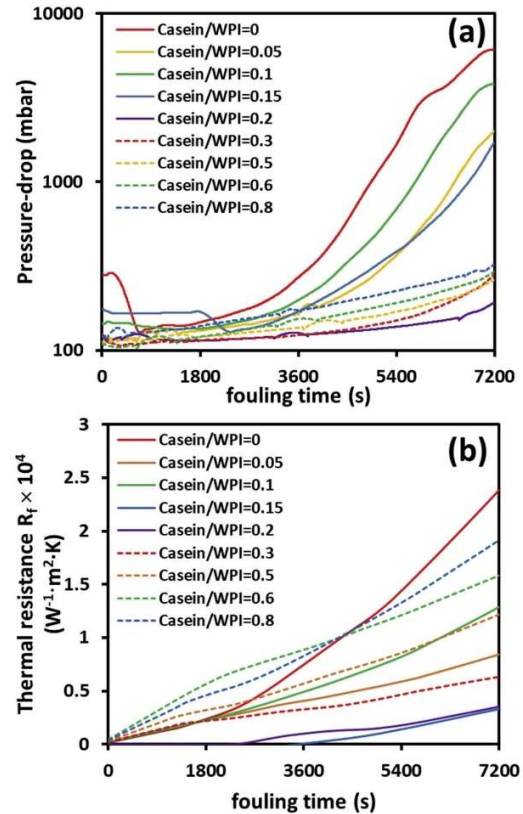 (a)
10000
1000
100
Pressure-drop (mbar)
Casein/WPI=0
Casein/WPI=0.05
Casein/WPI=0.1
Casein/WPI=0.15
Casein/WPI=0.2
Casein/WPI=0.3
Casein/WPI=0.5
Casein/WPI=0.6
Casein/WPI=0.8
0 1800 3600 5400 7200
fouling time (s)
(b)
3
2.5
2
1.5
1
0.5
0
Thermal resistance Rf × 10⁴
(W⁻¹·m²·K)
Casein/WPI=0
Casein/WPI=0.05
Casein/WPI=0.1
Casein/WPI=0.15
Casein/WPI=0.2
Casein/WPI=0.3
Casein/WPI=0.5
Casein/WPI=0.6
Casein/WPI=0.8
0 1800 3600 5400 7200
fouling time (s)